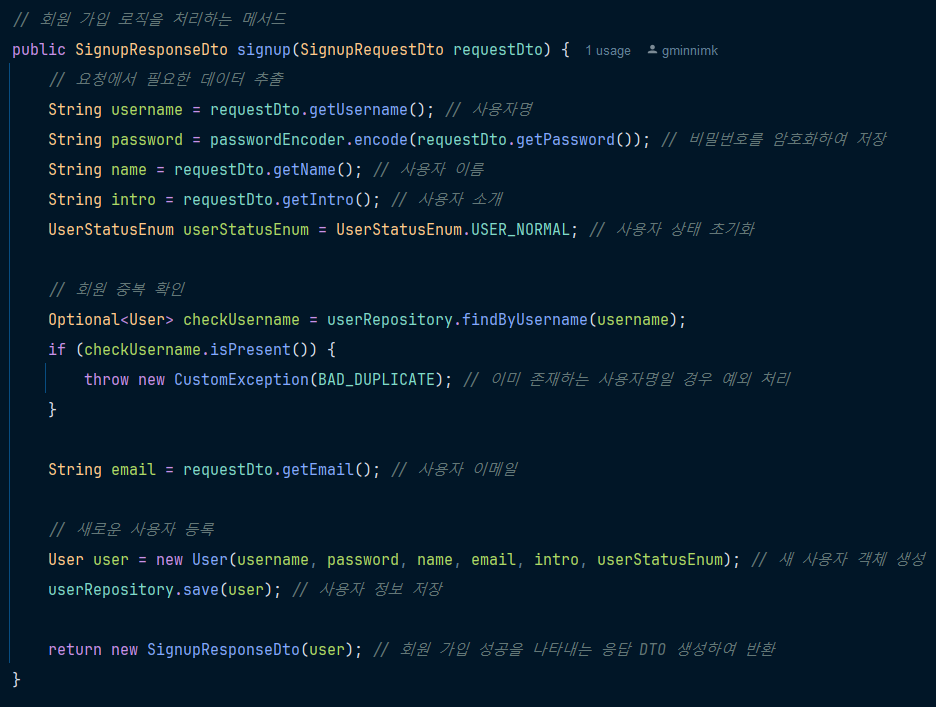 // 회원 가입 로직을 처리하는 메서드
public SignupResponseDto signup(SignupRequestDto requestDto) { 1 usage gminnimk
// 요청에서 필요한 데이터 추출
String username = requestDto.getUsername(); // 사용자명
String password = passwordEncoder.encode(requestDto.getPassword()); // 비밀번호를 암호화하여 저장
String name = requestDto.getName(); // 사용자 이름
String intro = requestDto.getIntro(); // 사용자 소개
UserStatusEnum userStatusEnum = UserStatusEnum.USER_NORMAL; // 사용자 상태 초기화
// 회원 중복 확인
Optional<User> checkUsername = userRepository.findByUsername(username);
if (checkUsername.isPresent()) {
throw new CustomException(BAD_DUPLICATE); // 이미 존재하는 사용자명일 경우 예외 처리
}
String email = requestDto.getEmail(); // 사용자 이메일
// 새로운 사용자 등록
User user = new User(username, password, name, email, intro, userStatusEnum); // 새 사용자 객체 생성
userRepository.save(user); // 사용자 정보 저장
return new SignupResponseDto(user); // 회원 가입 성공을 나타내는 응답 DTO 생성하여 반환
}